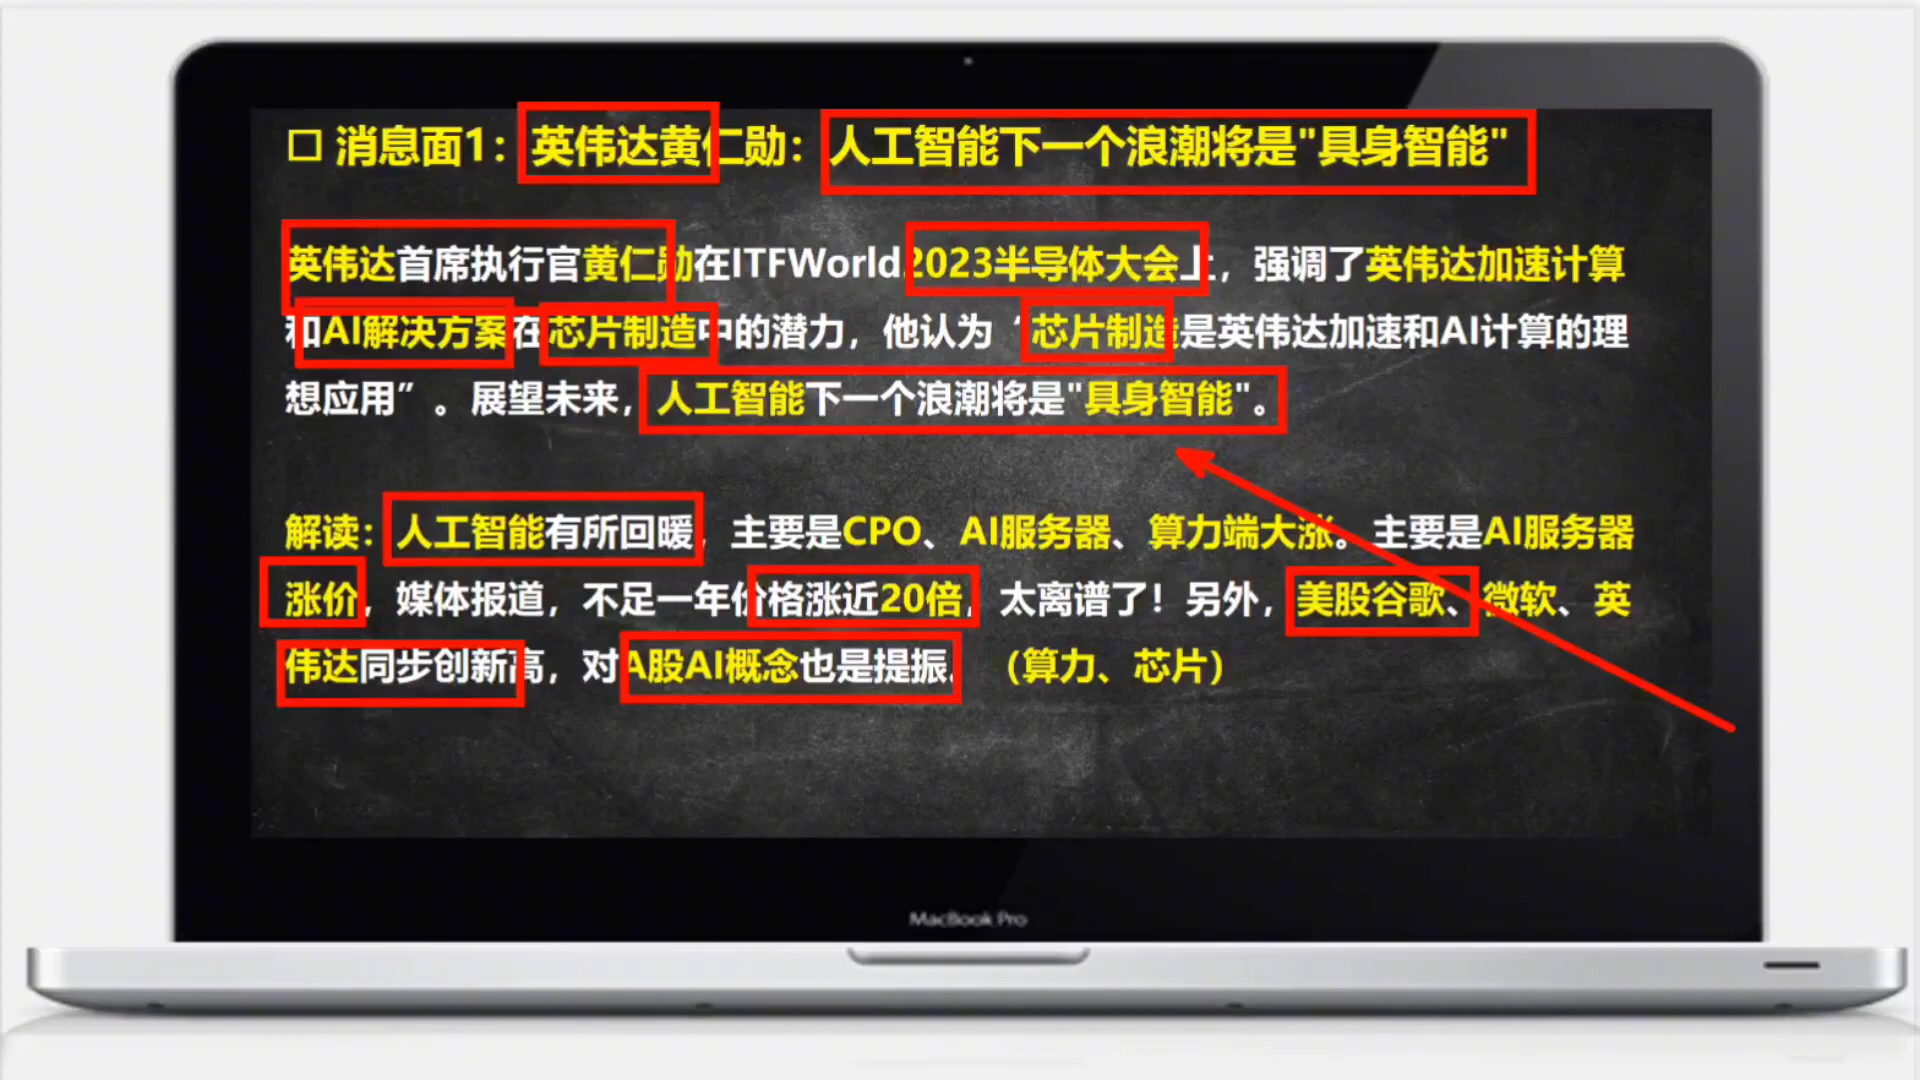 □ 消息面1：英伟达黄仁勋：人工智能下一个浪潮将是"具身智能"
英伟达首席执行官黄仁勋在ITFWorld 2023半导体大会上，强调了英伟达加速计算
和AI解决方案在芯片制造中的潜力，他认为“芯片制造是英伟达加速和AI计算的理
想应用”。展望未来，人工智能下一个浪潮将是"具身智能"。
解读：人工智能有所回暖，主要是CPO、AI服务器、算力端大涨。主要是AI服务器
涨价，媒体报道，不足一年价格涨近20倍，太离谱了！另外，美股谷歌、微软、英
伟达同步创新高，对A股AI概念也是提振。（算力、芯片）
MacBook Pro